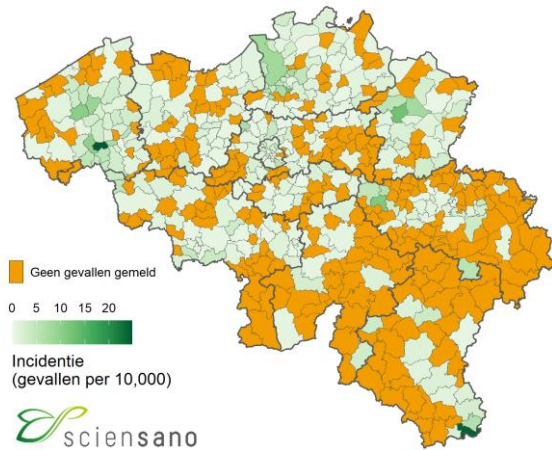 Geen gevallen gemeld
0 5 10 15 20
Incidentie
(gevallen per 10,000)
sciensano